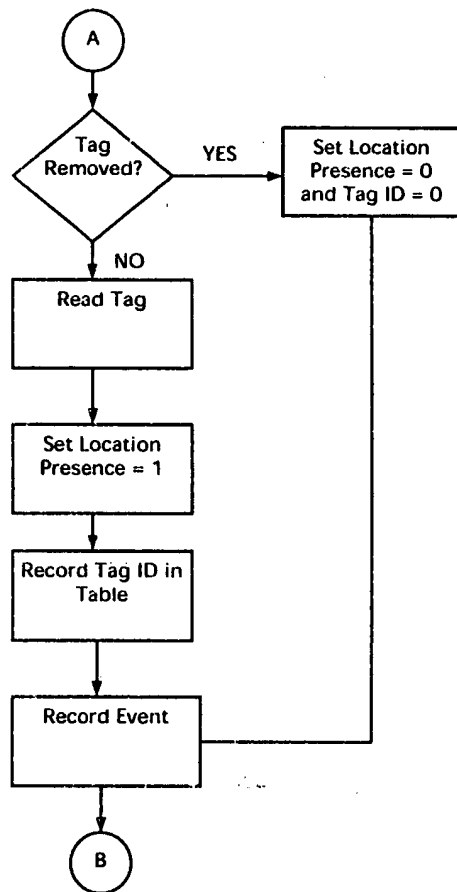 A
Tag
Removed?
YES
Set Location
Presence = 0
and Tag ID = 0
NO
Read Tag
Set Location
Presence = 1
Record Tag ID in
Table
Record Event
B